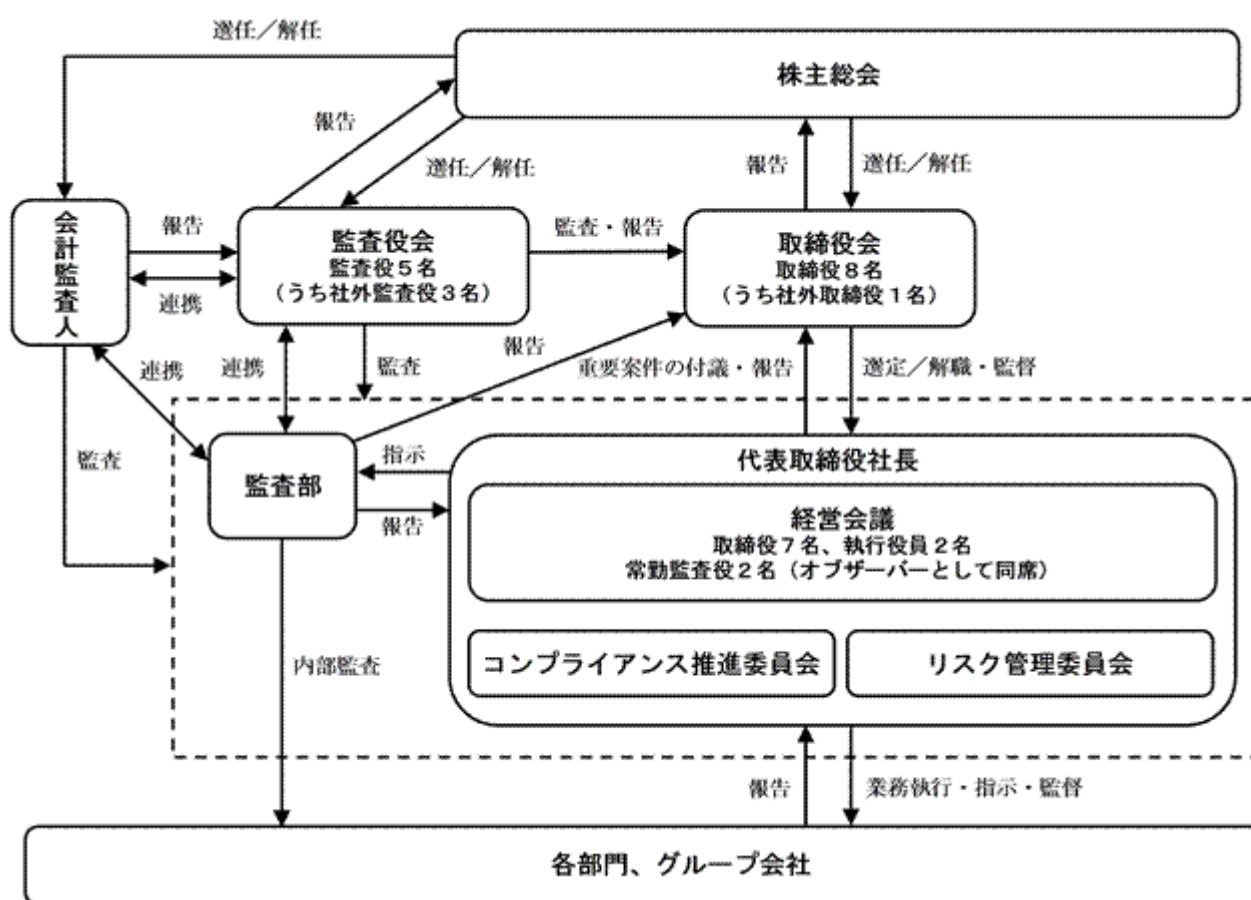 選任／解任
株主総会
報告
選任／解任
報告
選任／解任
会計監査人
報告
連携
監査役会
監査役５名
（うち社外監査役３名）
監査・報告
取締役会
取締役８名
（うち社外取締役１名）
連携
連携
監査
報告
重要案件の付議・報告
選定／解職・監督
監査
監査部
指示
報告
代表取締役社長
経営会議
取締役７名、執行役員２名
常勤監査役２名（オブザーバーとして同席）
コンプライアンス推進委員会
リスク管理委員会
内部監査
報告
業務執行・指示・監督
各部門、グループ会社